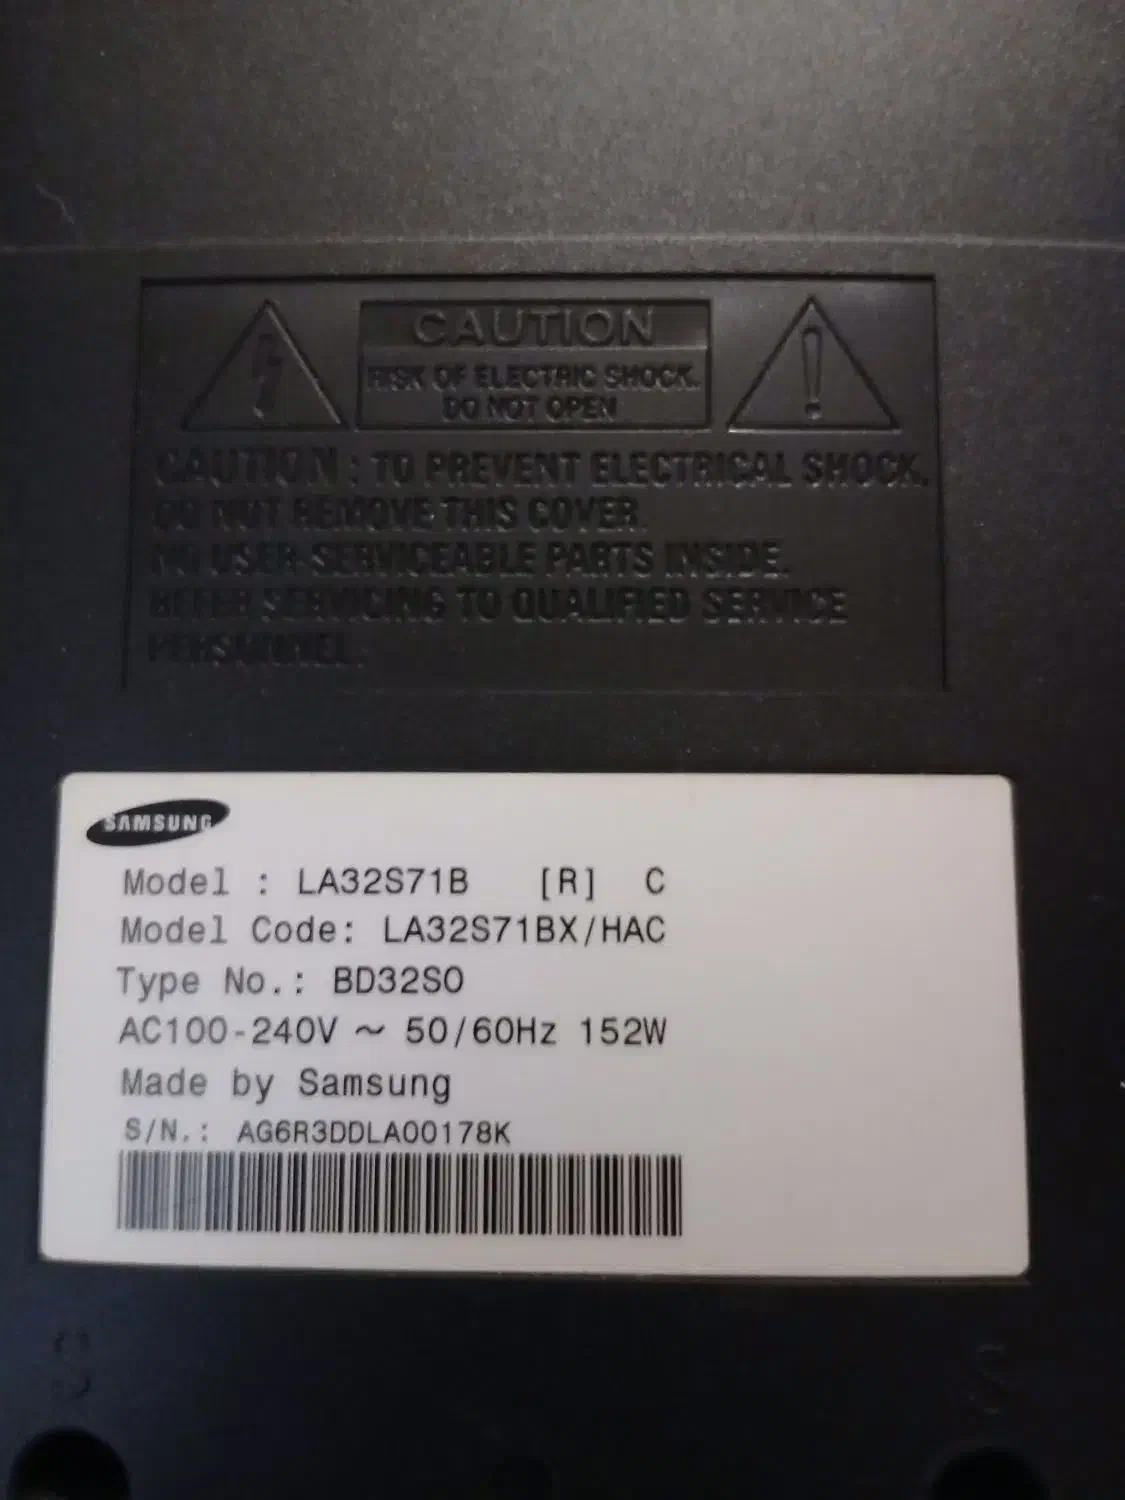 CAUTION
RISK OF ELECTRIC SHOCK.
DO NOT OPEN
CAUTION : TO PREVENT ELECTRICAL SHOCK,
DO NOT REMOVE THIS COVER.
NO USER-SERVICEABLE PARTS INSIDE.
REFER SERVICING TO QUALIFIED SERVICE
PERSONNEL.
SAMSUNG
Model : LA32S71B [R] C
Model Code: LA32S71BX/HAC
Type No.: BD32SO
AC100-240V ~ 50/60Hz 152W
Made by Samsung
S/N.: AG6R3DDLA00178K